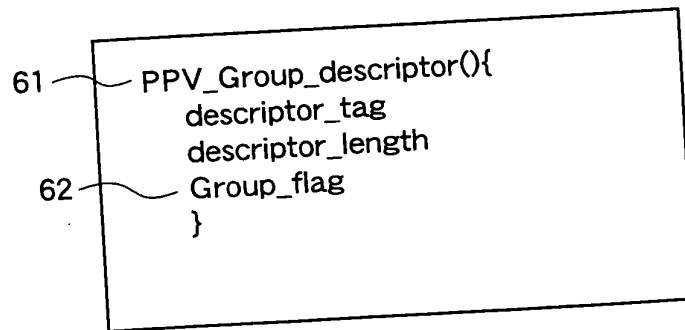 61 PPV_Group_descriptor(){
descriptor_tag
descriptor_length
62 Group_flag
}